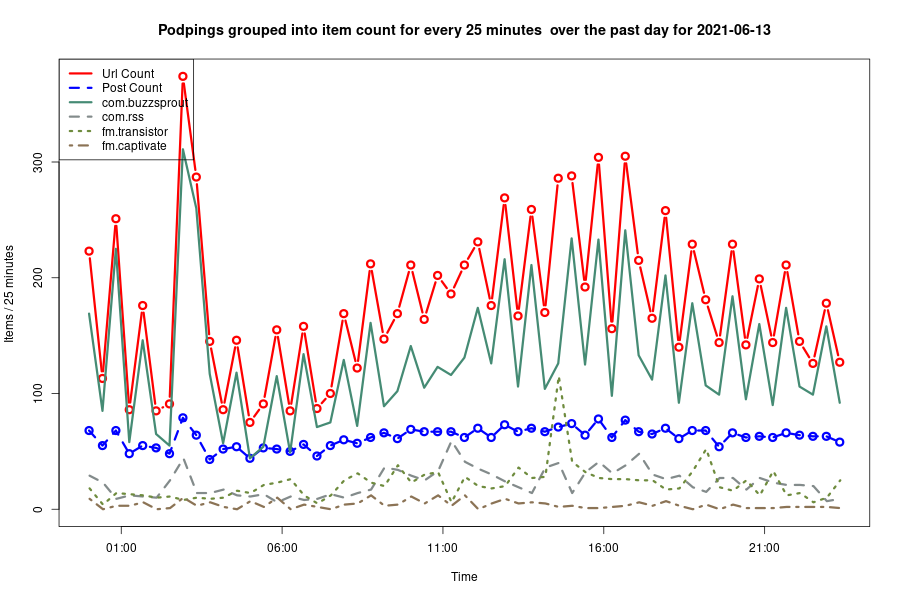 Podpings grouped into item count for every 25 minutes  over the past day for 2021-06-13
Url Count
Post Count
com.buzzsprout
com.rss
fm.transistor
fm.captivate
Items / 25 minutes
300
200
100
0
01:00 06:00 11:00 16:00 21:00
Time